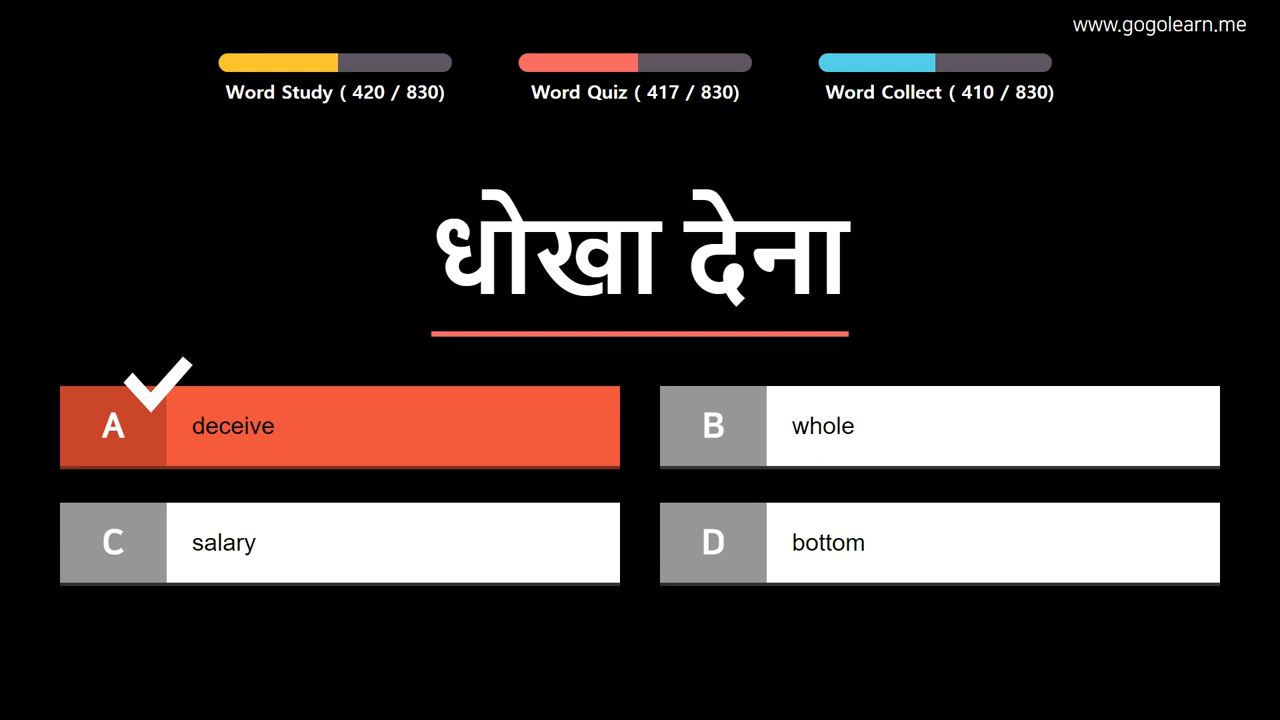 www.gogolearn.me
Word Study ( 420 / 830)
Word Quiz ( 417 / 830)
Word Collect ( 410 / 830)
धोखा देना
A deceive
B whole
C salary
D bottom